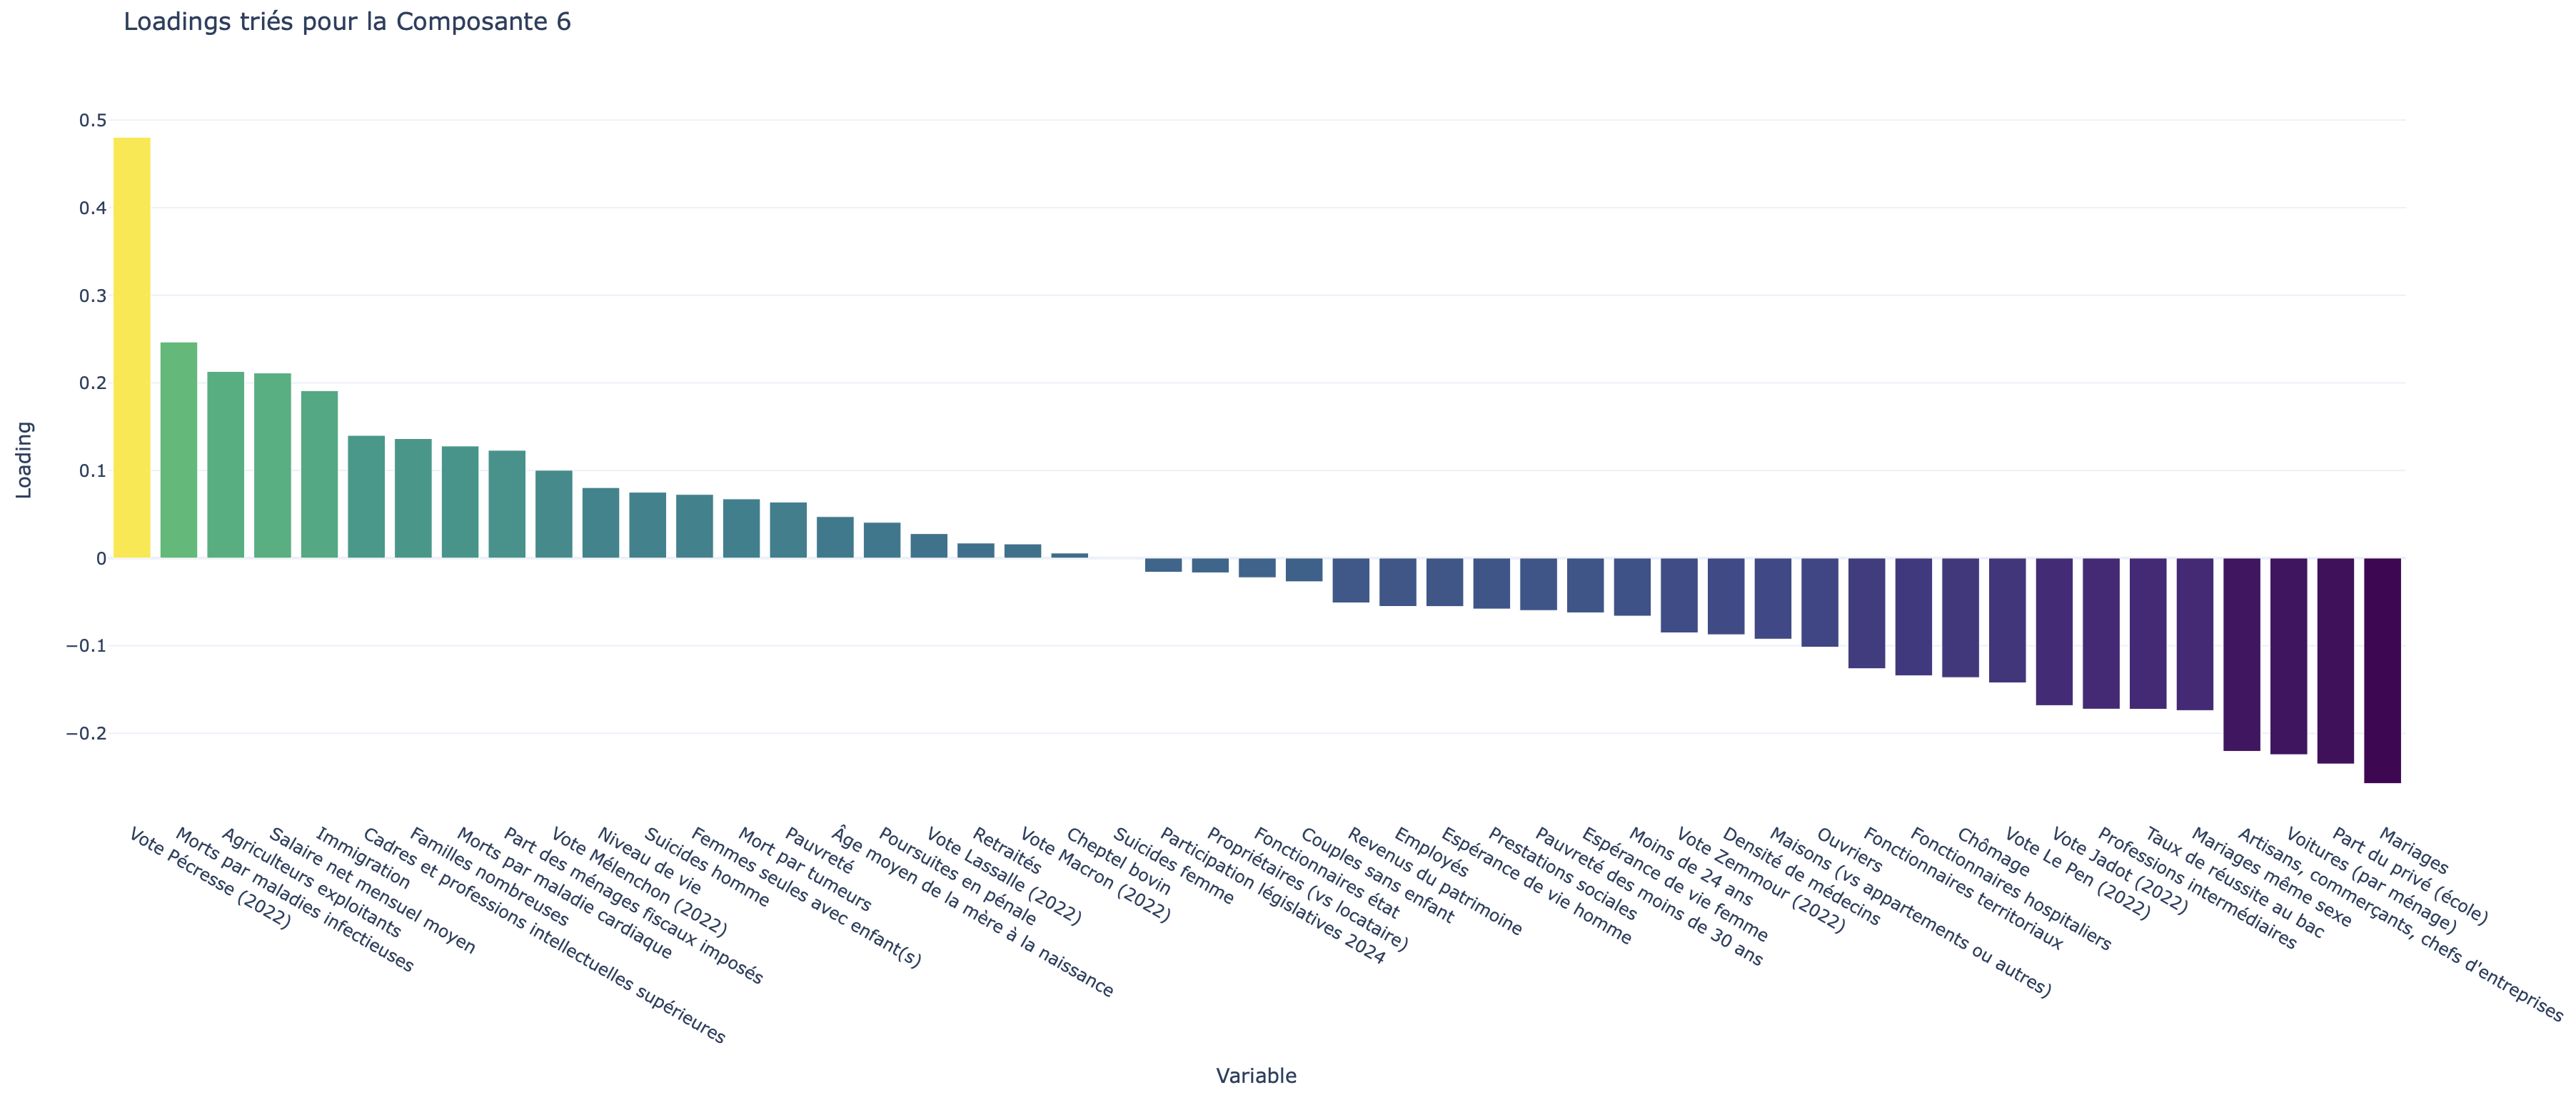 Loadings triés pour la Composante 6
Loading
0.5
0.4
0.3
0.2
0.1
0
−0.1
−0.2
Vote Pécresse (2022)
Morts par maladies infectieuses
Agriculteurs exploitants
Salaire net mensuel moyen
Immigration
Cadres et professions intellectuelles supérieures
Familles nombreuses
Morts par maladie cardiaque
Part des ménages fiscaux imposés
Vote Mélenchon (2022)
Niveau de vie
Suicides homme
Femmes seules avec enfant(s)
Mort par tumeurs
Pauvreté
Âge moyen de la mère à la naissance
Poursuites en pénale
Vote Lassalle (2022)
Retraités
Vote Macron (2022)
Cheptel bovin
Suicides femme
Participation législatives 2024
Propriétaires (vs locataire)
Fonctionnaires état
Couples sans enfant
Revenus du patrimoine
Employés
Espérance de vie homme
Prestations sociales
Pauvreté des moins de 30 ans
Espérance de vie femme
Moins de 24 ans
Vote Zemmour (2022)
Densité de médecins
Maisons (vs appartements ou autres)
Ouvriers
Fonctionnaires territoriaux
Fonctionnaires hospitaliers
Chômage
Vote Le Pen (2022)
Vote Jadot (2022)
Professions intermédiaires
Taux de réussite au bac
Mariages même sexe
Artisans, commerçants, chefs d'entreprises
Voitures (par ménage)
Part du privé (école)
Mariages
Variable